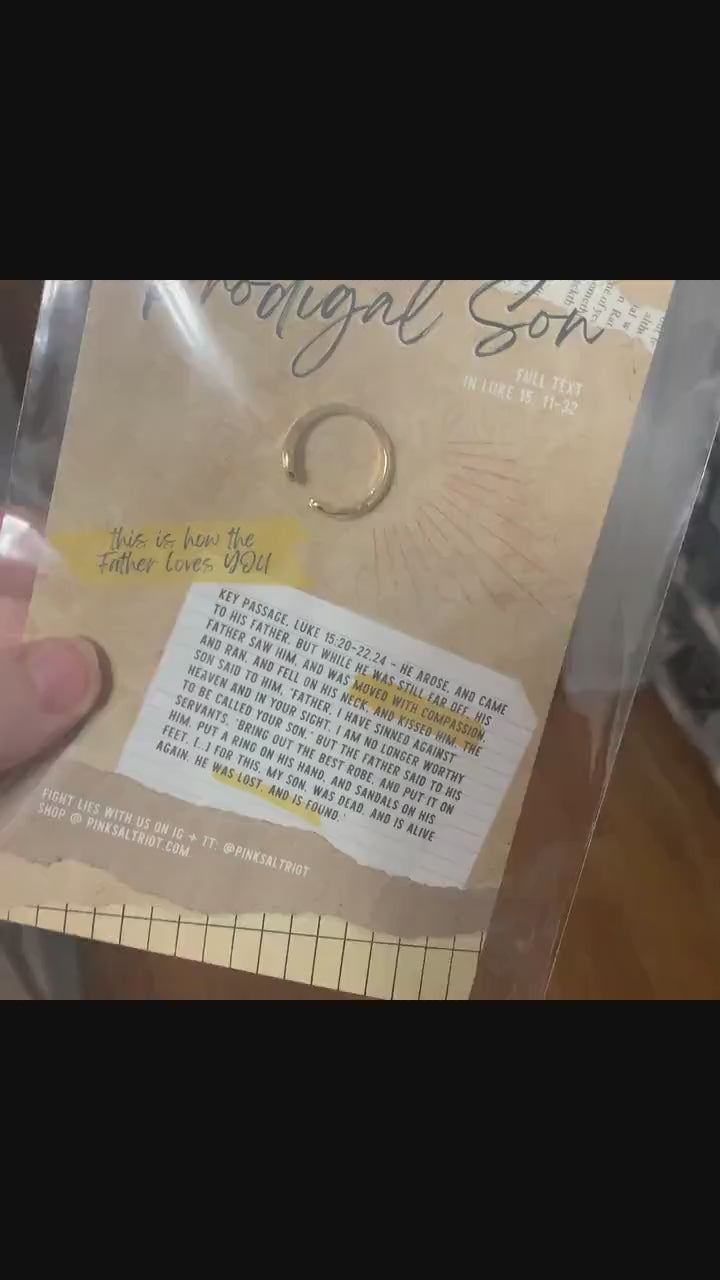 Prodigal Son
FULL TEXT
IN LUKE 15, 11-32
this is how the
Father loves YOU
KEY PASSAGE, LUKE 15:20-22,24 - HE AROSE, AND CAME
TO HIS FATHER. BUT WHILE HE WAS STILL FAR OFF, HIS
FATHER SAW HIM, AND WAS MOVED WITH COMPASSION,
AND RAN, AND FELL ON HIS NECK, AND KISSED HIM. THE
SON SAID TO HIM, 'FATHER, I HAVE SINNED AGAINST
HEAVEN AND IN YOUR SIGHT. I AM NO LONGER WORTHY
TO BE CALLED YOUR SON.' BUT THE FATHER SAID TO HIS
SERVANTS, 'BRING OUT THE BEST ROBE, AND PUT IT ON
HIM. PUT A RING ON HIS HAND, AND SANDALS ON HIS
FEET. [...] FOR THIS, MY SON, WAS DEAD, AND IS ALIVE
AGAIN. HE WAS LOST, AND IS FOUND.'
FIGHT LIES WITH US ON IG + TT: @PINKSALTRIOT
SHOP @ PINKSALTRIOT.COM